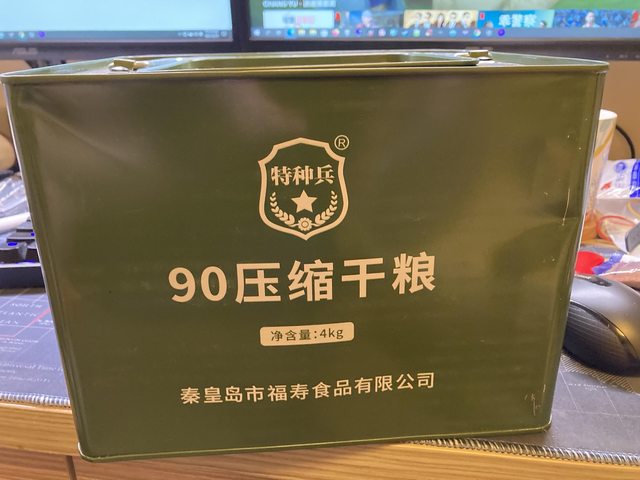 特种兵
®
90压缩干粮
净含量:4kg
秦皇岛市福寿食品有限公司